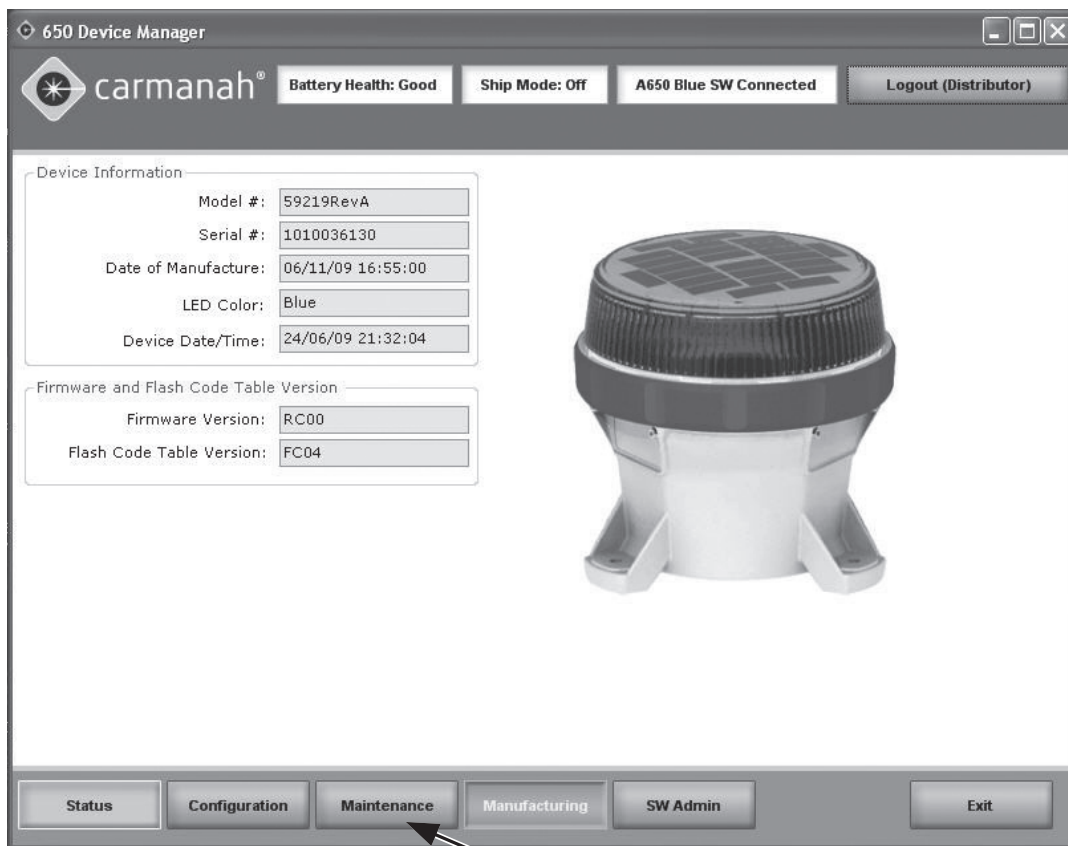 650 Device Manager
carmanah®
Battery Health: Good
Ship Mode: Off
A650 Blue SW Connected
Logout (Distributor)
Device Information
Model #: 59219RevA
Serial #: 1010036130
Date of Manufacture: 06/11/09 16:55:00
LED Color: Blue
Device Date/Time: 24/06/09 21:32:04
Firmware and Flash Code Table Version
Firmware Version: RC00
Flash Code Table Version: FC04
Status
Configuration
Maintenance
Manufacturing
SW Admin
Exit